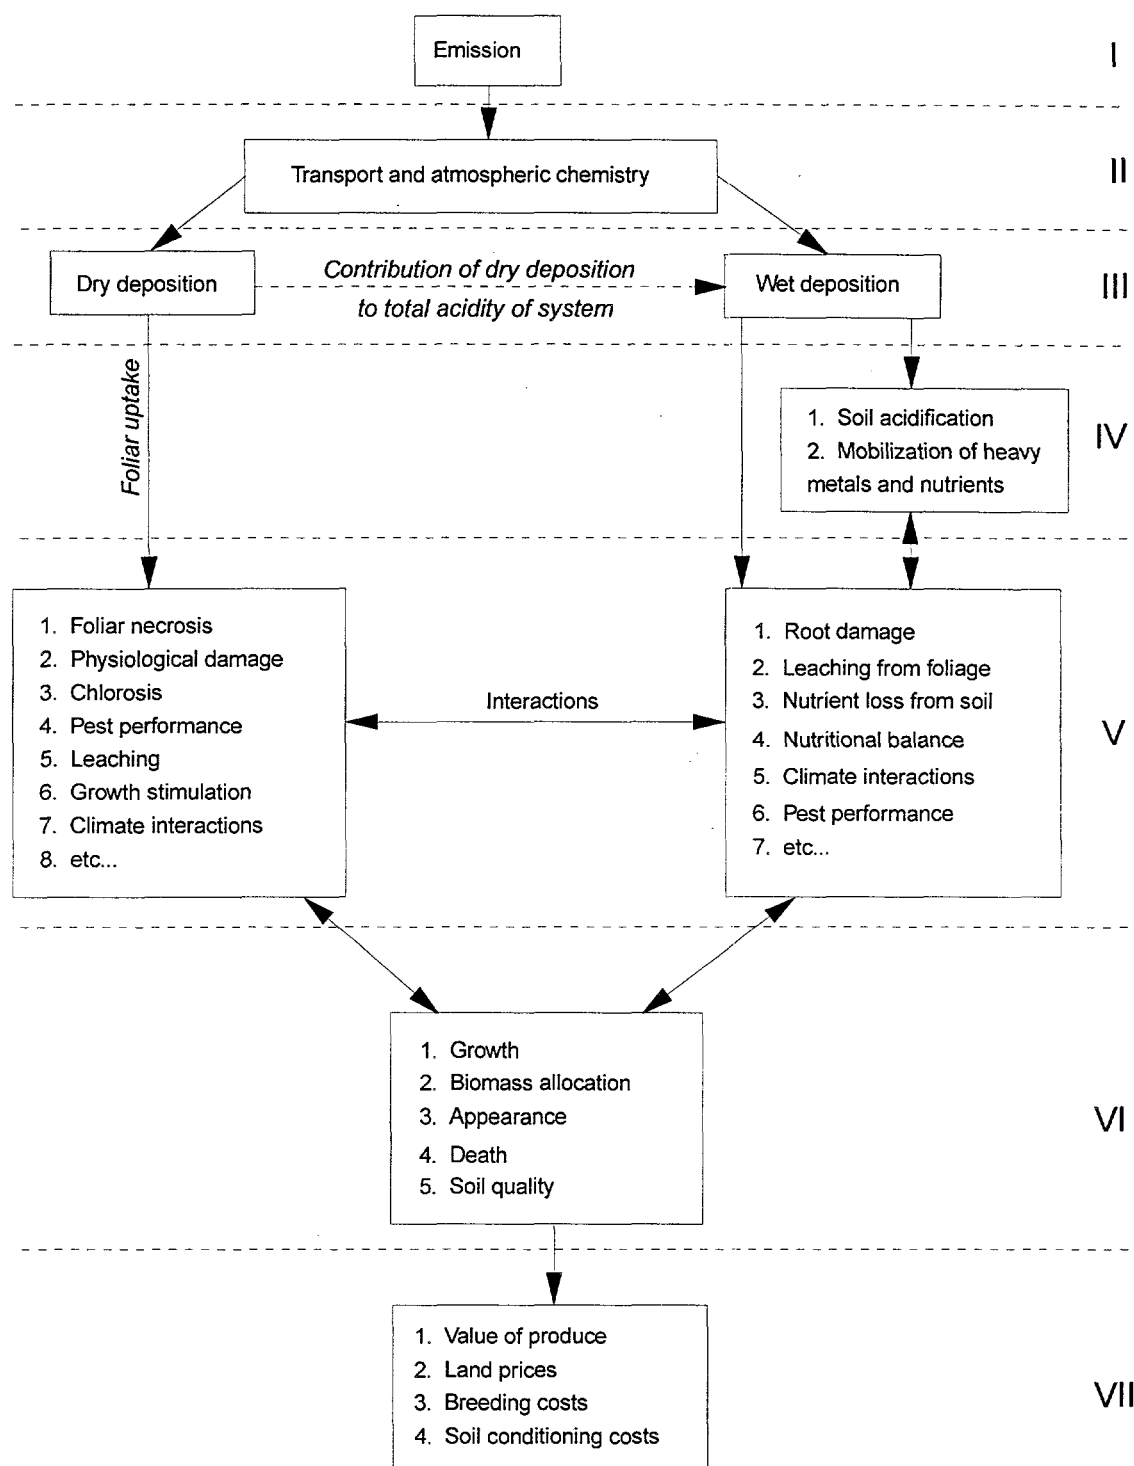 Emission
I
Transport and atmospheric chemistry
II
Dry deposition
Contribution of dry deposition
to total acidity of system
Wet deposition
III
Foliar uptake
1. Soil acidification
2. Mobilization of heavy
metals and nutrients
IV
1. Foliar necrosis
2. Physiological damage
3. Chlorosis
4. Pest performance
5. Leaching
6. Growth stimulation
7. Climate interactions
8. etc...
Interactions
1. Root damage
2. Leaching from foliage
3. Nutrient loss from soil
4. Nutritional balance
5. Climate interactions
6. Pest performance
7. etc...
V
1. Growth
2. Biomass allocation
3. Appearance
4. Death
5. Soil quality
VI
1. Value of produce
2. Land prices
3. Breeding costs
4. Soil conditioning costs
VII